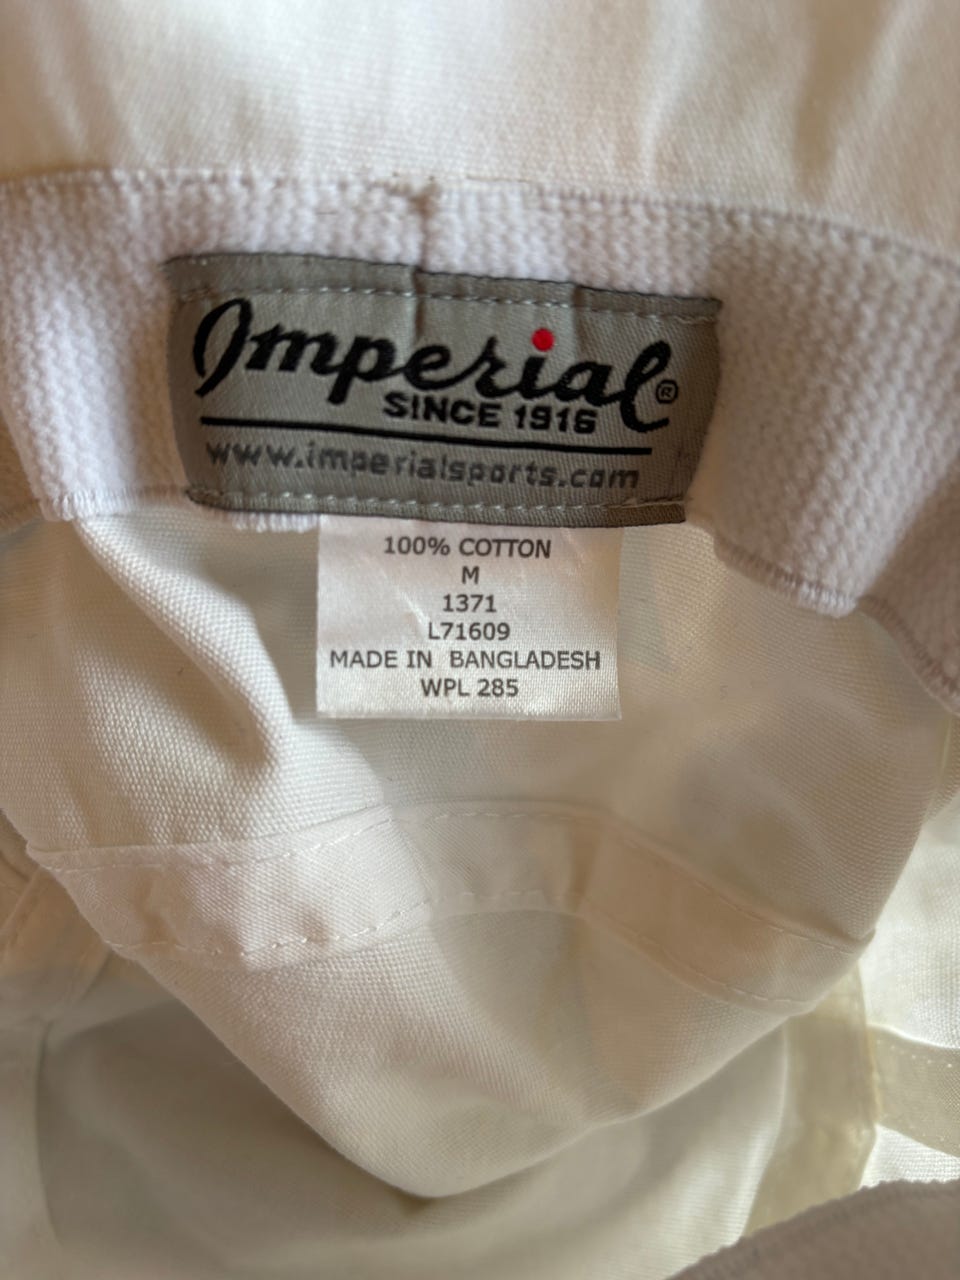 Imperial®
SINCE 1916
www.imperialsports.com
100% COTTON
M
1371
L71609
MADE IN BANGLADESH
WPL 285